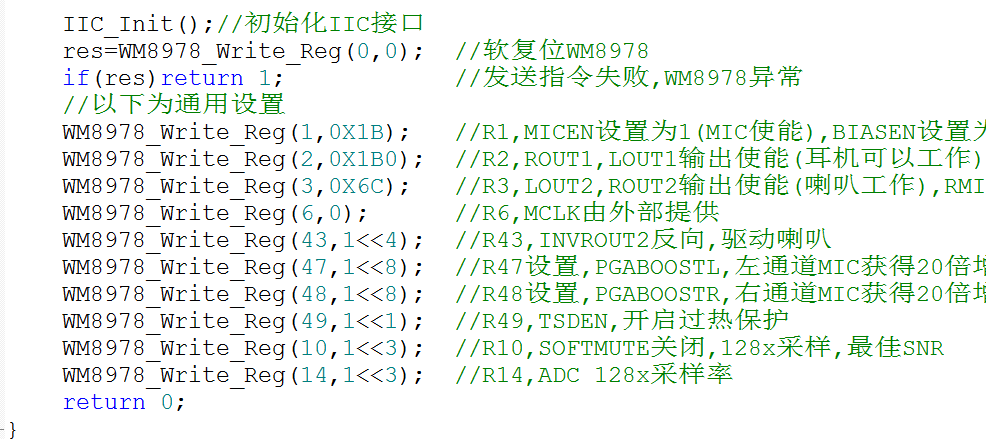 IIC_Init();//初始化IIC接口
res=WM8978_Write_Reg(0,0); //软复位WM8978
if(res)return 1; //发送指令失败,WM8978异常
//以下为通用设置
WM8978_Write_Reg(1,0X1B); //R1,MICEN设置为1(MIC使能),BIASEN设置为
WM8978_Write_Reg(2,0X1B0); //R2,ROUT1,LOUT1输出使能(耳机可以工作)
WM8978_Write_Reg(3,0X6C); //R3,LOUT2,ROUT2输出使能(喇叭工作),RMI
WM8978_Write_Reg(6,0); //R6,MCLK由外部提供
WM8978_Write_Reg(43,1<<4); //R43,INVROUT2反向,驱动喇叭
WM8978_Write_Reg(47,1<<8); //R47设置,PGABOOSTL,左通道MIC获得20倍增
WM8978_Write_Reg(48,1<<8); //R48设置,PGABOOSTR,右通道MIC获得20倍增
WM8978_Write_Reg(49,1<<1); //R49,TSDEN,开启过热保护
WM8978_Write_Reg(10,1<<3); //R10,SOFTMUTE关闭,128x采样,最佳SNR
WM8978_Write_Reg(14,1<<3); //R14,ADC 128x采样率
return 0;
}